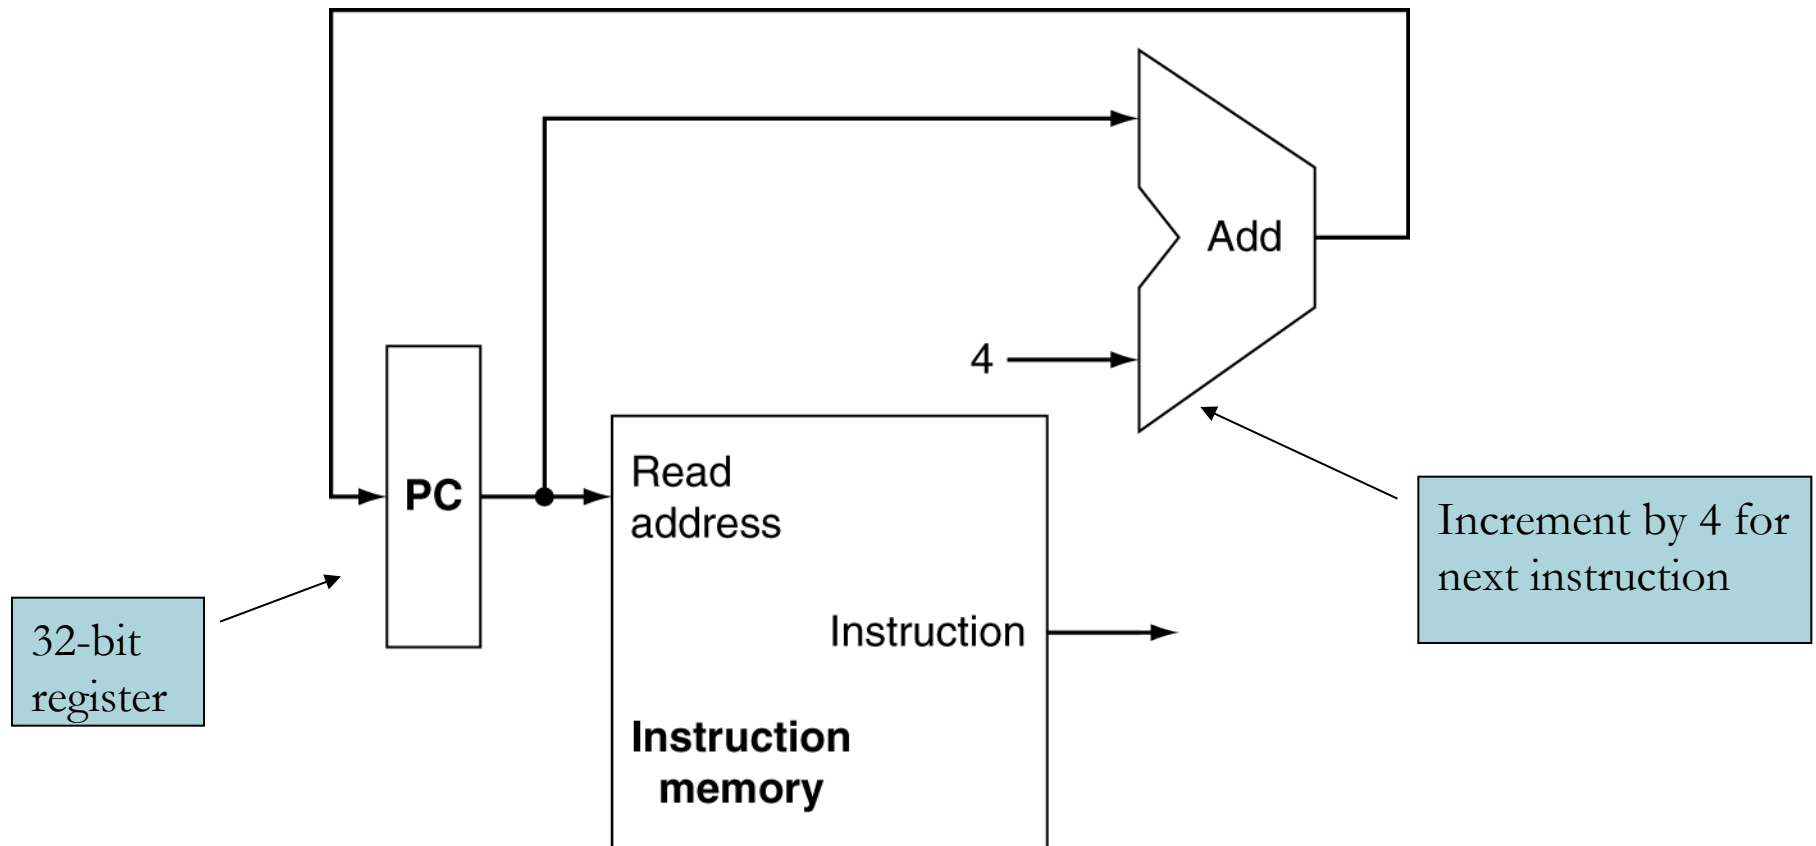 Add
4
PC
Read
address
Increment by 4 for
next instruction
32-bit
register
Instruction
Instruction
memory